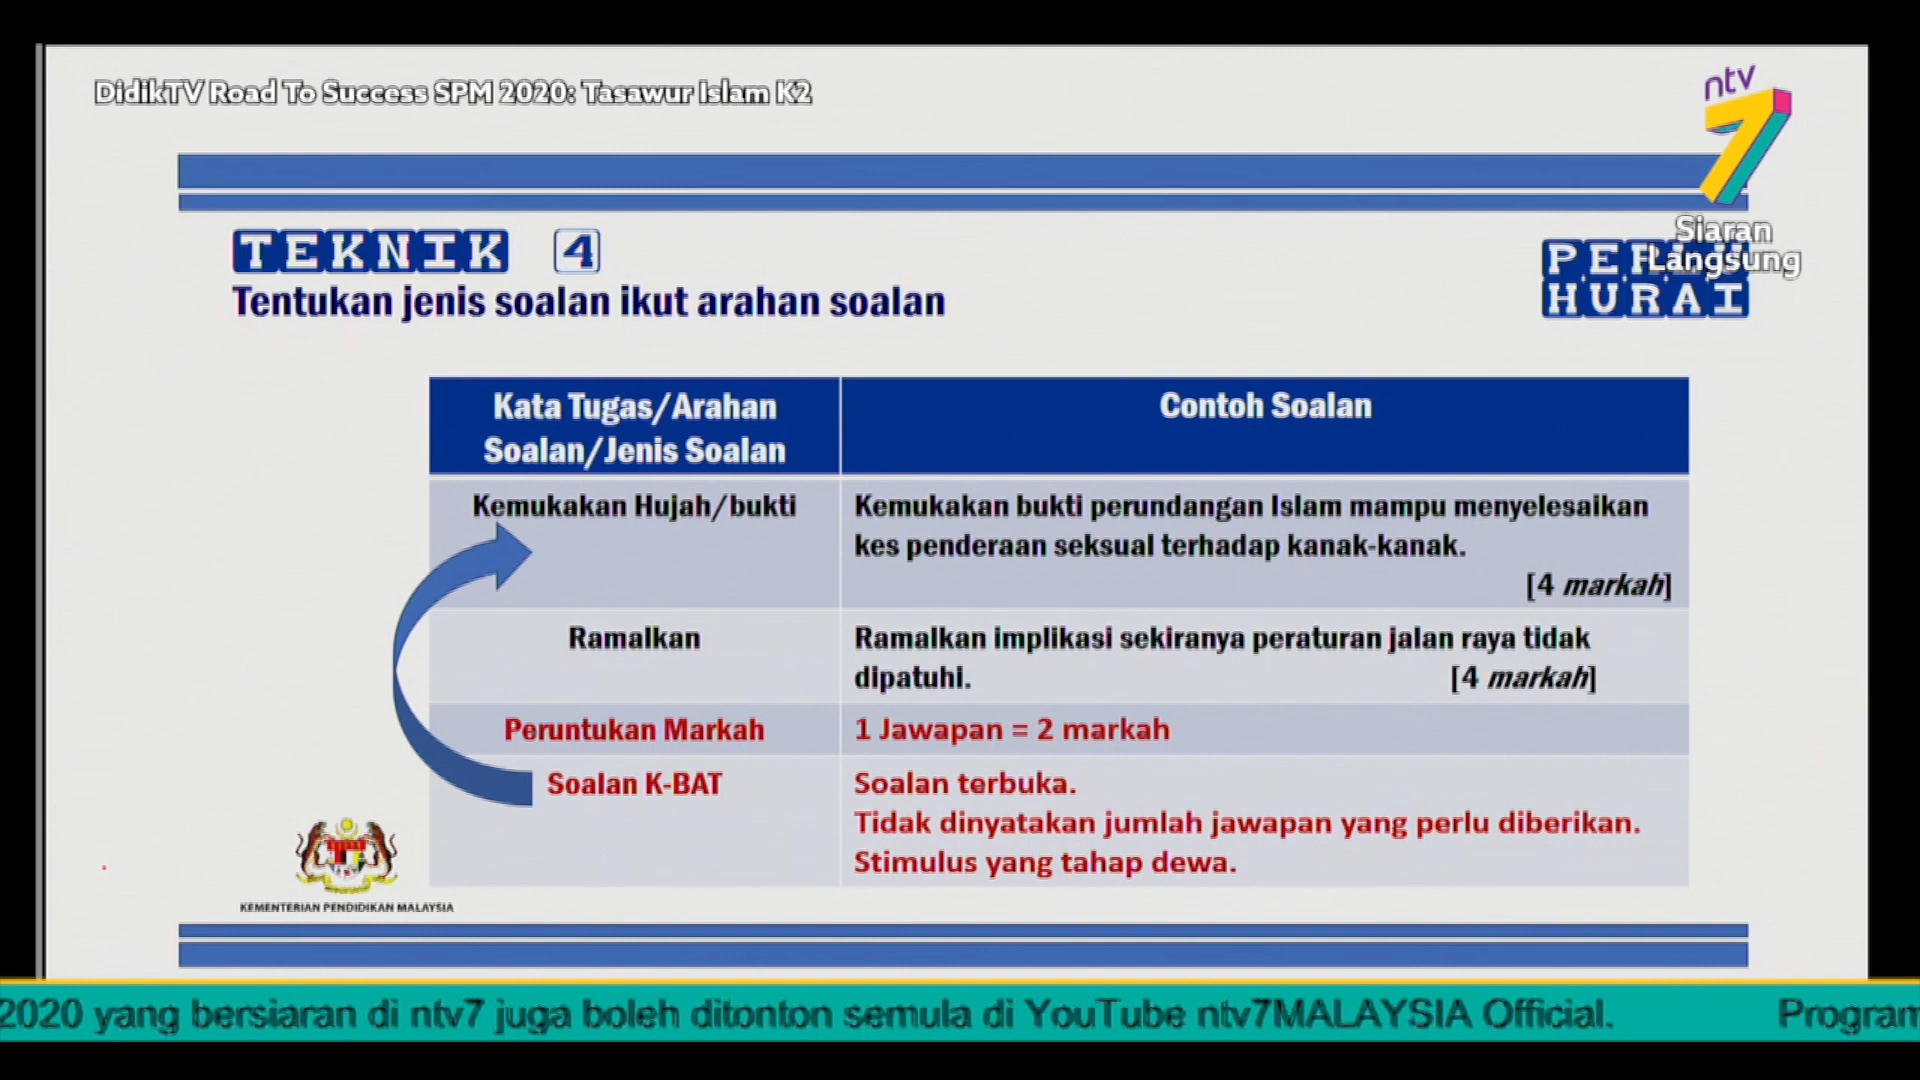 DidikTV Road To Success SPM 2020: Tasawur Islam K2
ntv
7
Siaran
Langsung
TEKNIK 4
Tentukan jenis soalan ikut arahan soalan
HURAI
Kata Tugas/Arahan
Soalan/Jenis Soalan
Contoh Soalan
Kemukakan Hujah/bukti
Kemukakan bukti perundangan Islam mampu menyelesaikan
kes penderaan seksual terhadap kanak-kanak.
[4 markah]
Ramalkan
Ramalkan implikasi sekiranya peraturan jalan raya tidak
dipatuhi. [4 markah]
Peruntukan Markah
1 Jawapan = 2 markah
Soalan K-BAT
Soalan terbuka.
Tidak dinyatakan jumlah jawapan yang perlu diberikan.
Stimulus yang tahap dewa.
KEMENTERIAN PENDIDIKAN MALAYSIA
2020 yang bersiaran di ntv7 juga boleh ditonton semula di YouTube ntv7MALAYSIA Official. Program